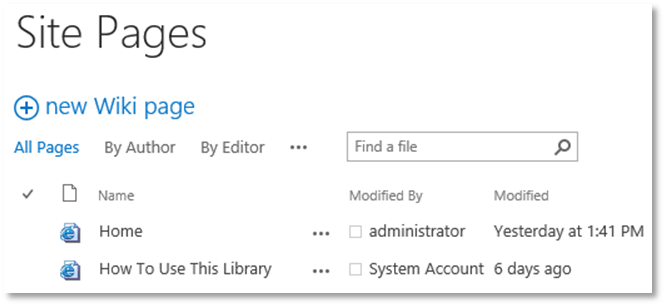 Site Pages
new Wiki page
All Pages By Author By Editor ••• Find a file
Name Modified By Modified
Home ••• administrator Yesterday at 1:41 PM
How To Use This Library ••• System Account 6 days ago